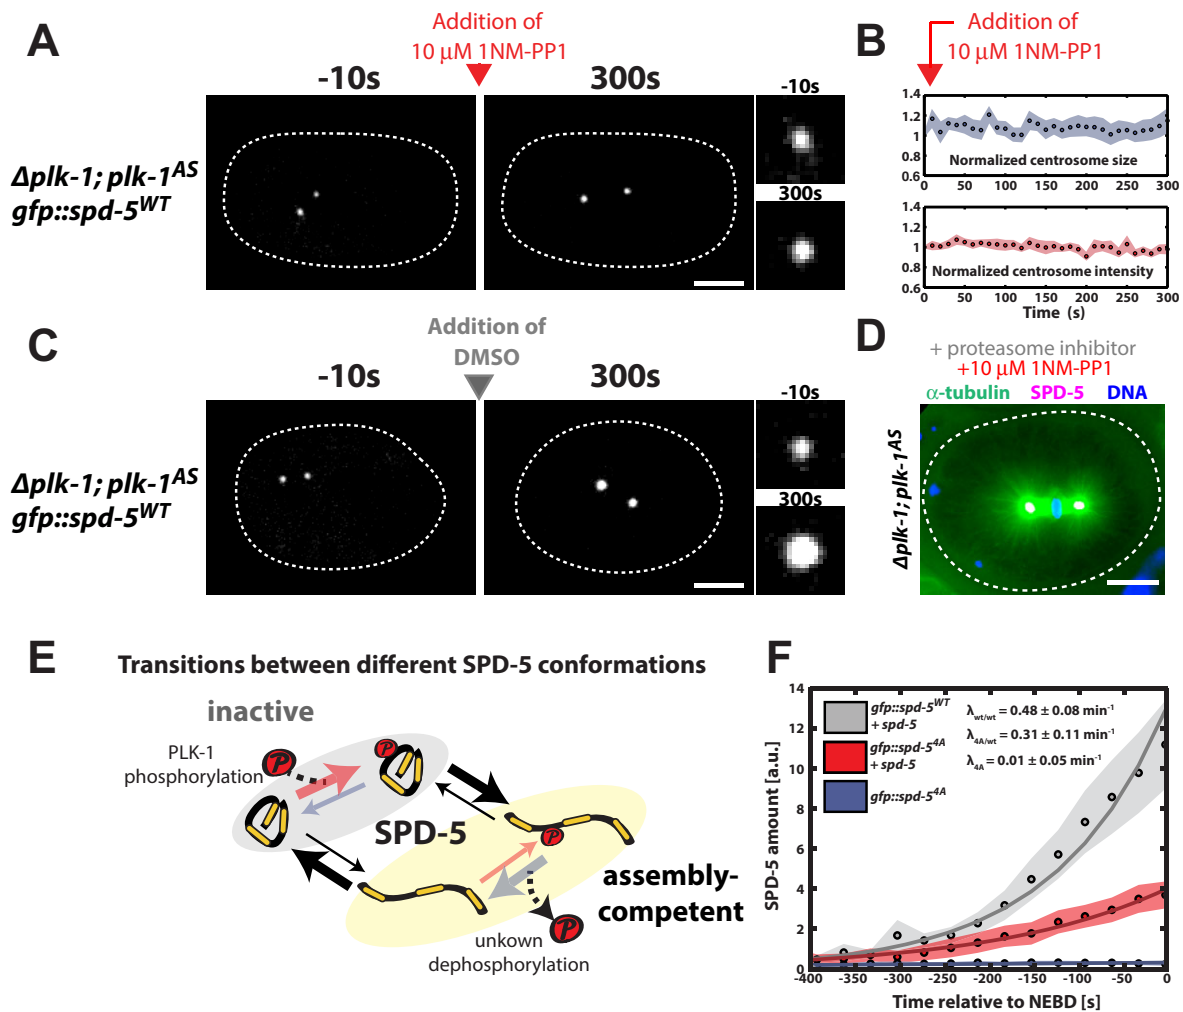 A
Addition of
10 µM 1NM-PP1
-10s
300s
-10s
300s
Δplk-1; plk-1AS
gfp::spd-5WT
B
Addition of
10 µM 1NM-PP1
1.4
1.2
1
0.8
0.6
Normalized centrosome size
0 50 100 150 200 250 300
1.4
1.2
1
0.8
0.6
Normalized centrosome intensity
0 50 100 150 200 250 300
Time (s)
C
Addition of
DMSO
-10s
300s
-10s
300s
Δplk-1; plk-1AS
gfp::spd-5WT
D
+ proteasome inhibitor
+10 µM 1NM-PP1
α-tubulin SPD-5 DNA
Δplk-1; plk-1AS
E
Transitions between different SPD-5 conformations
inactive
PLK-1
phosphorylation
P
P
SPD-5
P
assembly-
competent
P
unkown
dephosphorylation
F
SPD-5 amount [a.u.]
14
12
10
8
6
4
2
0
gfp::spd-5WT
+ spd-5
gfp::spd-54A
+ spd-5
gfp::spd-54A
λwt/wt = 0.48 ± 0.08 min-1
λ4A/wt = 0.31 ± 0.11 min-1
λ4A = 0.01 ± 0.05 min-1
-400 -350 -300 -250 -200 -150 -100 -50 0
Time relative to NEBD [s]